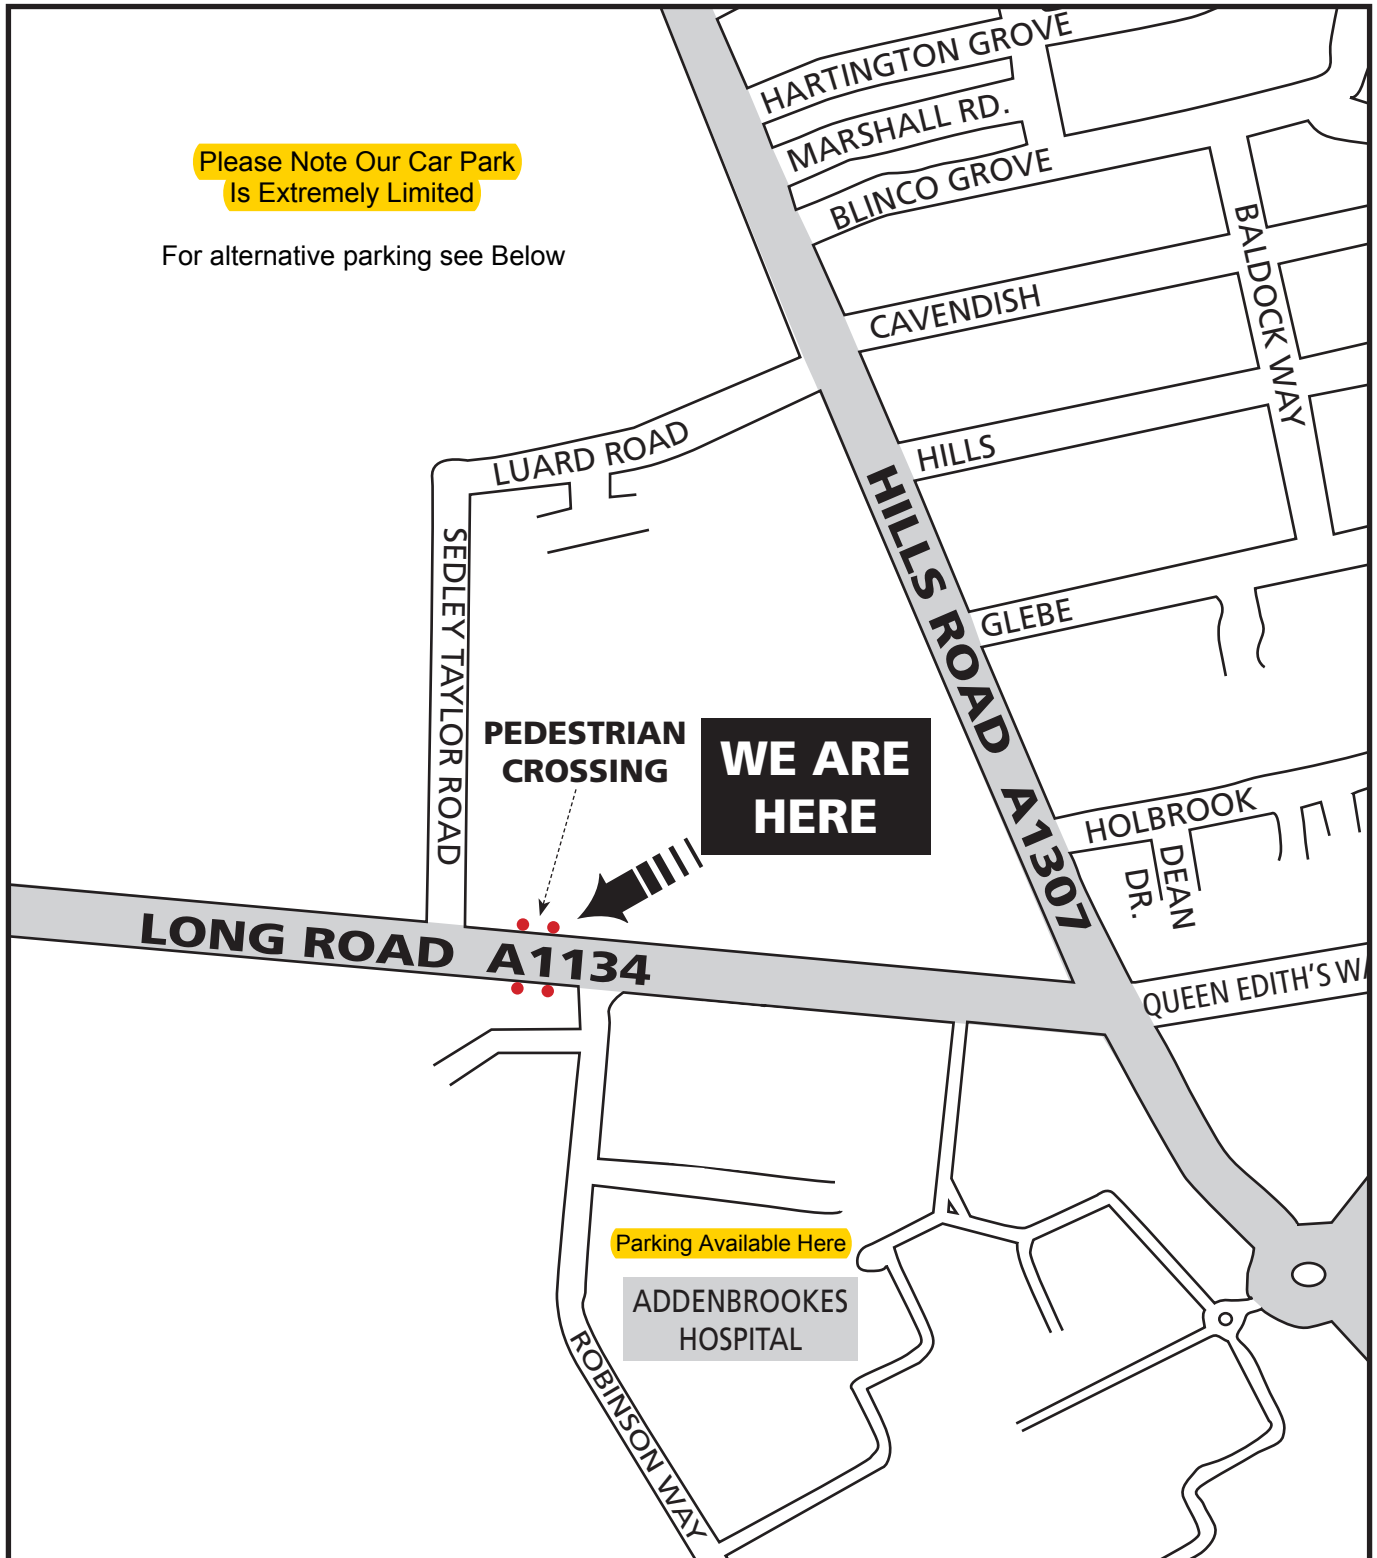 HARTINGTON GROVE
MARSHALL RD.
Please Note Our Car Park
Is Extremely Limited
BLINCO GROVE
For alternative parking see Below
BALDOCK WAY
CAVENDISH
LUARD ROAD
HILLS
HILLS ROAD A1307
SEDLEY TAYLOR ROAD
GLEBE
PEDESTRIAN
CROSSING
WE ARE
HERE
HOLBROOK
DEAN
DR.
LONG ROAD A1134
QUEEN EDITH'S WA
Parking Available Here
ADDENBROOKES
HOSPITAL
ROBINSON WAY